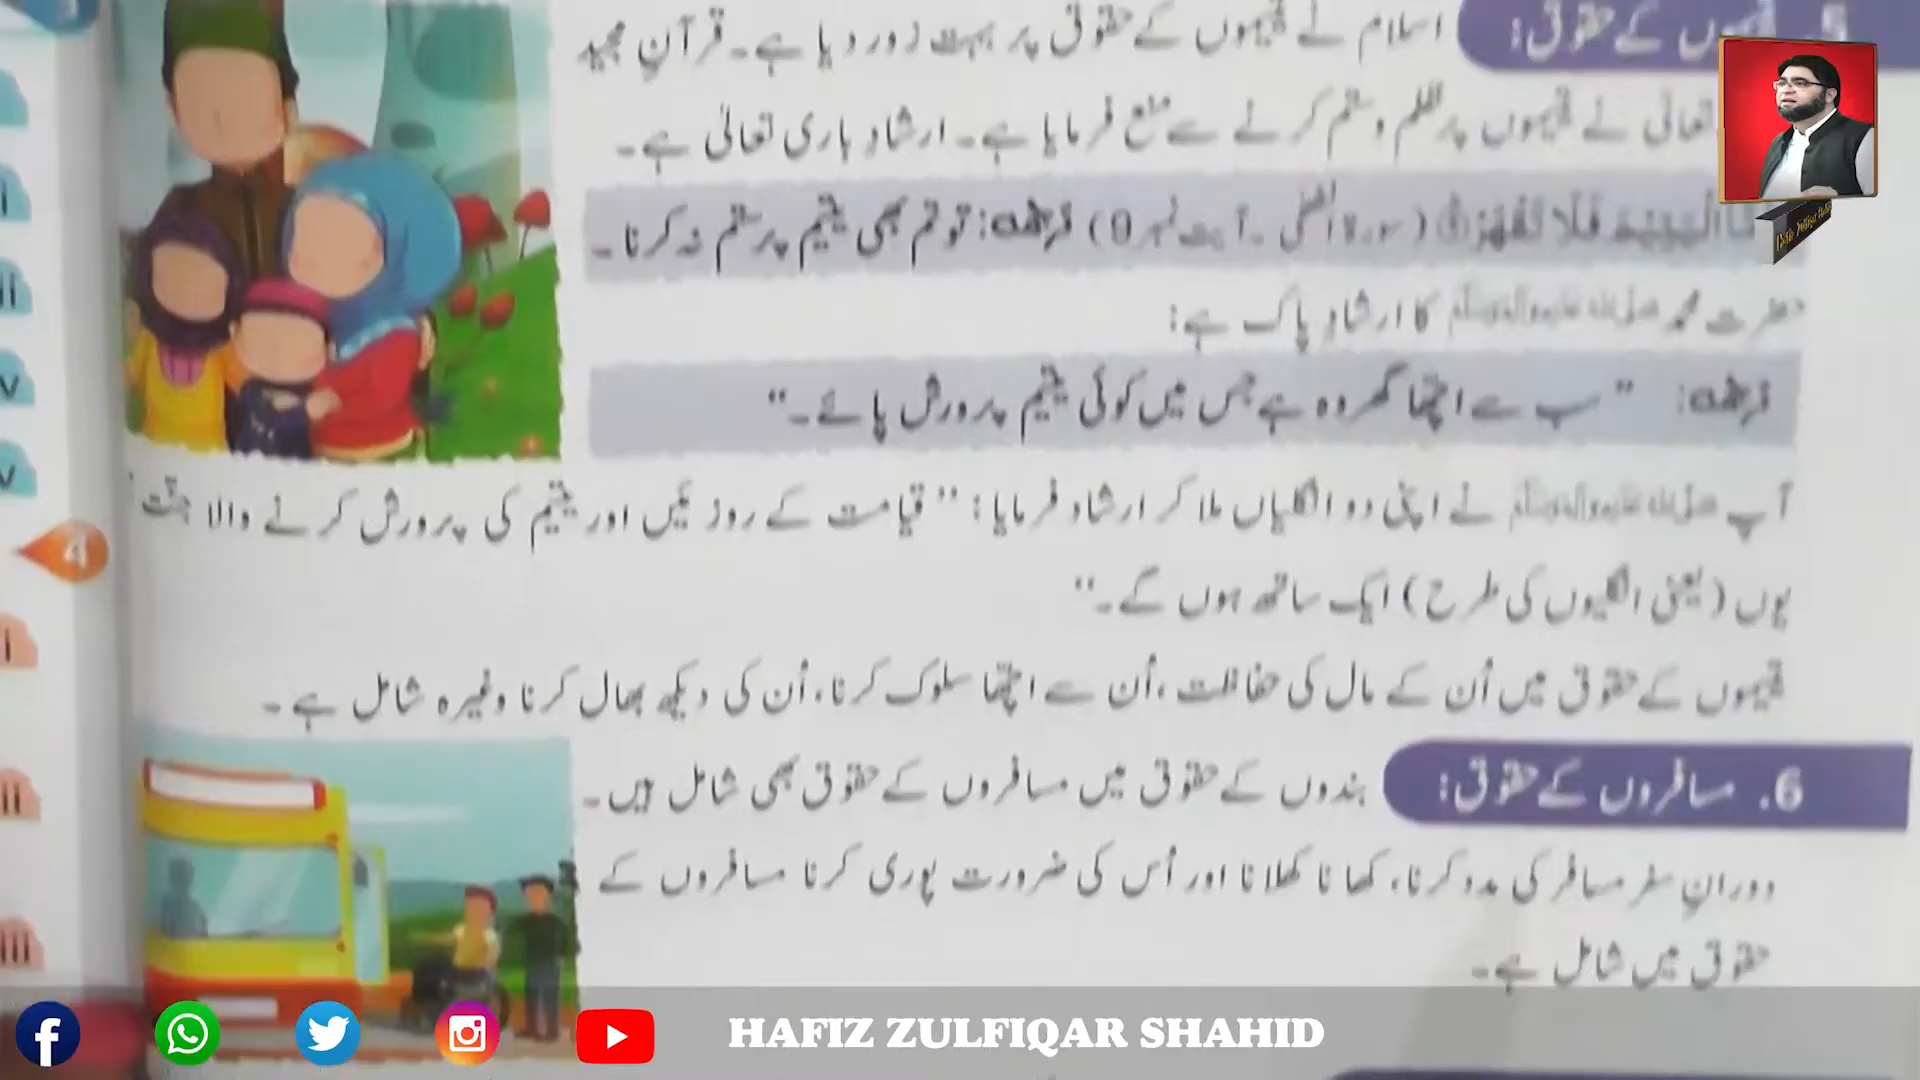 5. یتیموں کے حقوق: اسلام نے یتیموں کے حقوق پر بہت زور دیا ہے۔ قرآنِ مجید
تعالیٰ نے یتیموں پر ظلم و ستم کرنے سے منع فرمایا ہے۔ ارشادِ باری تعالیٰ ہے۔
الْیَتِیْمَ فَلَا تَقْهَرْ (سورۃ الضحٰی ۔ آیت نمبر 9) ترجمہ: تو تم بھی یتیم پر ستم نہ کرنا۔
حضرت محمد صلی اللہ علیہ وآلہ وسلم کا ارشادِ پاک ہے:
ترجمہ: "سب سے اچھا گھر وہ ہے جس میں کوئی یتیم پرورش پائے۔"
آپ صلی اللہ علیہ وآلہ وسلم نے اپنی دو انگلیاں ملا کر ارشاد فرمایا: "قیامت کے روز میں اور یتیم کی پرورش کرنے والا جنّت
یوں (یعنی انگلیوں کی طرح) ایک ساتھ ہوں گے۔"
یتیموں کے حقوق میں اُن کے مال کی حفاظت، اُن سے اچھا سلوک کرنا، اُن کی دیکھ بھال کرنا وغیرہ شامل ہے۔
6. مسافروں کے حقوق: بندوں کے حقوق میں مسافروں کے حقوق بھی شامل ہیں۔
دورانِ سفر مسافر کی مدد کرنا، کھانا کھلانا اور اُس کی ضرورت پوری کرنا مسافروں کے
حقوق میں شامل ہے۔
4
HAFIZ ZULFIQAR SHAHID